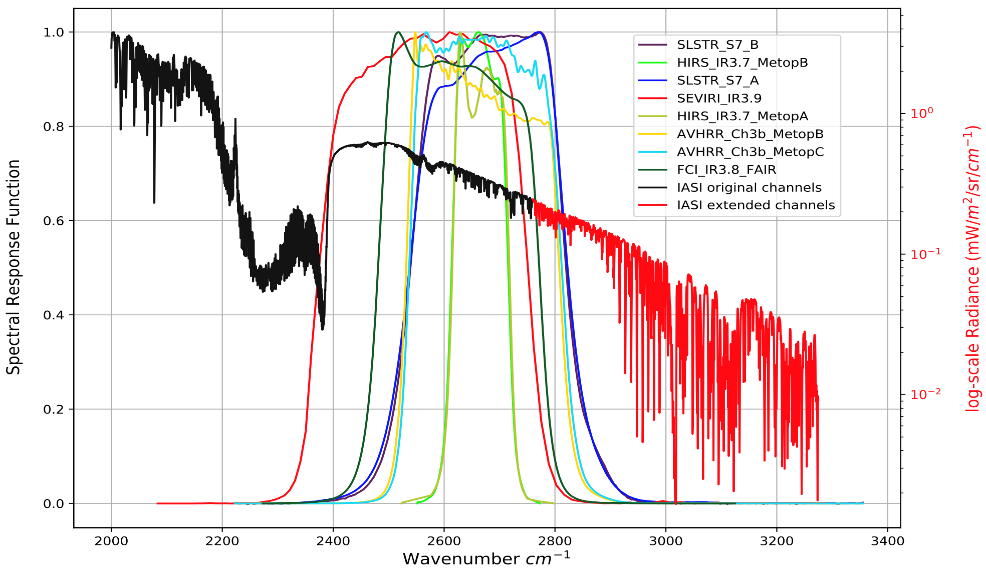 Spectral Response Function
1.0
0.8
0.6
0.4
0.2
0.0
2000 2200 2400 2600 2800 3000 3200 3400
Wavenumber cm⁻¹
SLSTR_S7_B
HIRS_IR3.7_MetopB
SLSTR_S7_A
SEVIRI_IR3.9
HIRS_IR3.7_MetopA
AVHRR_Ch3b_MetopB
AVHRR_Ch3b_MetopC
FCI_IR3.8_FAIR
IASI original channels
IASI extended channels
10⁰
10⁻¹
10⁻²
log-scale Radiance (mW/m²/sr/cm⁻¹)